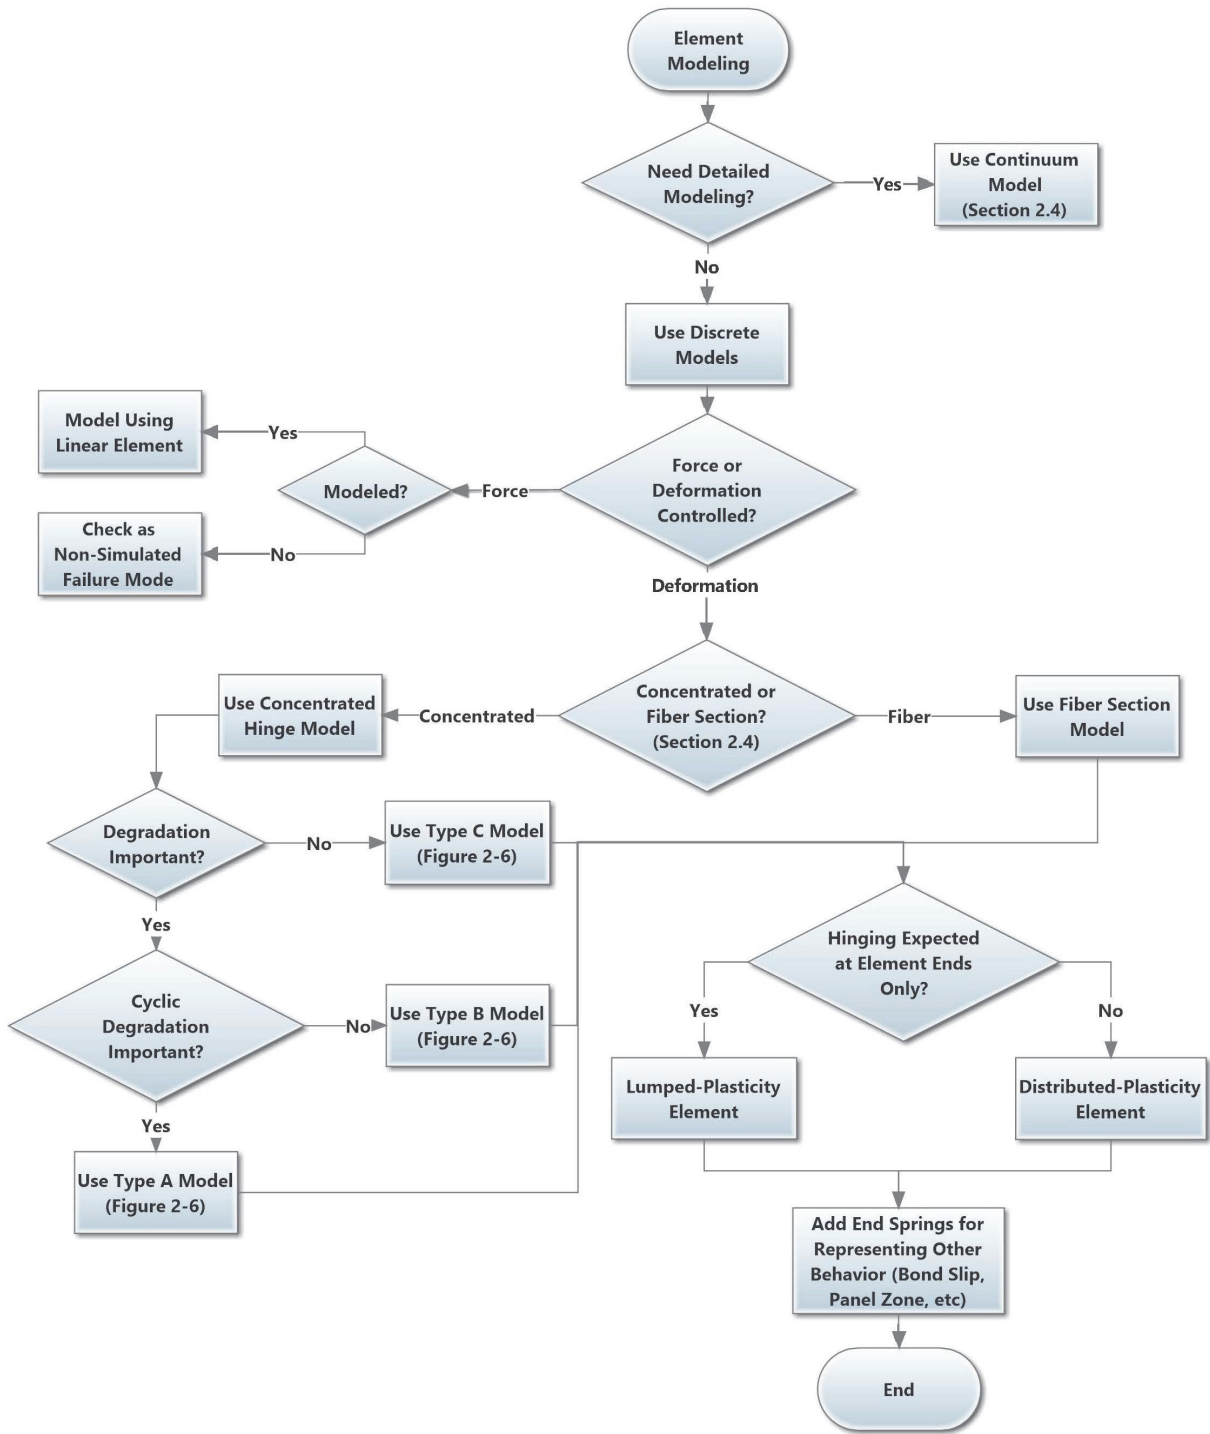 Element
Modeling
Need Detailed
Modeling?
Yes
Use Continuum
Model
(Section 2.4)
No
Use Discrete
Models
Force or
Deformation
Controlled?
Force
Modeled?
Yes
Model Using
Linear Element
No
Check as
Non-Simulated
Failure Mode
Deformation
Concentrated or
Fiber Section?
(Section 2.4)
Concentrated
Use Concentrated
Hinge Model
Fiber
Use Fiber Section
Model
Degradation
Important?
No
Use Type C Model
(Figure 2-6)
Yes
Cyclic
Degradation
Important?
No
Use Type B Model
(Figure 2-6)
Yes
Use Type A Model
(Figure 2-6)
Hinging Expected
at Element Ends
Only?
Yes
Lumped-Plasticity
Element
No
Distributed-Plasticity
Element
Add End Springs for
Representing Other
Behavior (Bond Slip,
Panel Zone, etc)
End